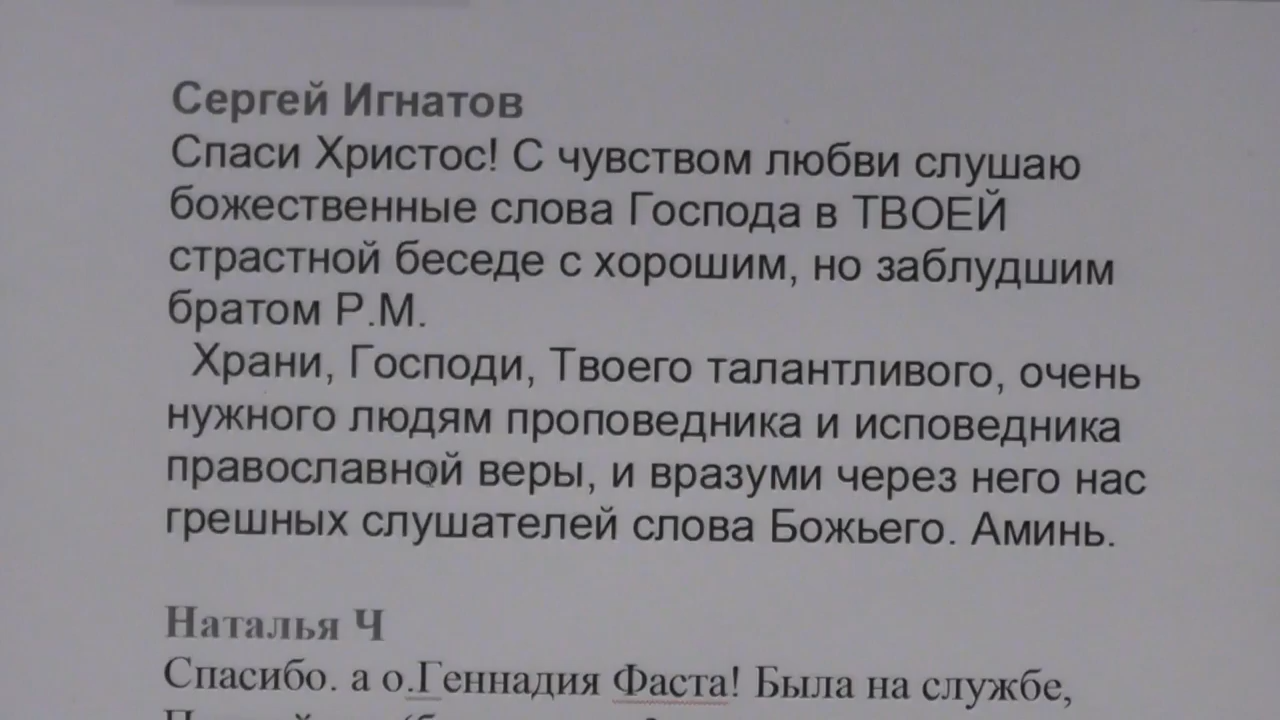 Сергей Игнатов
Спаси Христос! С чувством любви слушаю
божественные слова Господа в ТВОЕЙ
страстной беседе с хорошим, но заблудшим
братом Р.М.
Храни, Господи, Твоего талантливого, очень
нужного людям проповедника и исповедника
православной веры, и вразуми через него нас
грешных слушателей слова Божьего. Аминь.
Наталья Ч
Спасибо. а о.Геннадия Фаста! Была на службе,